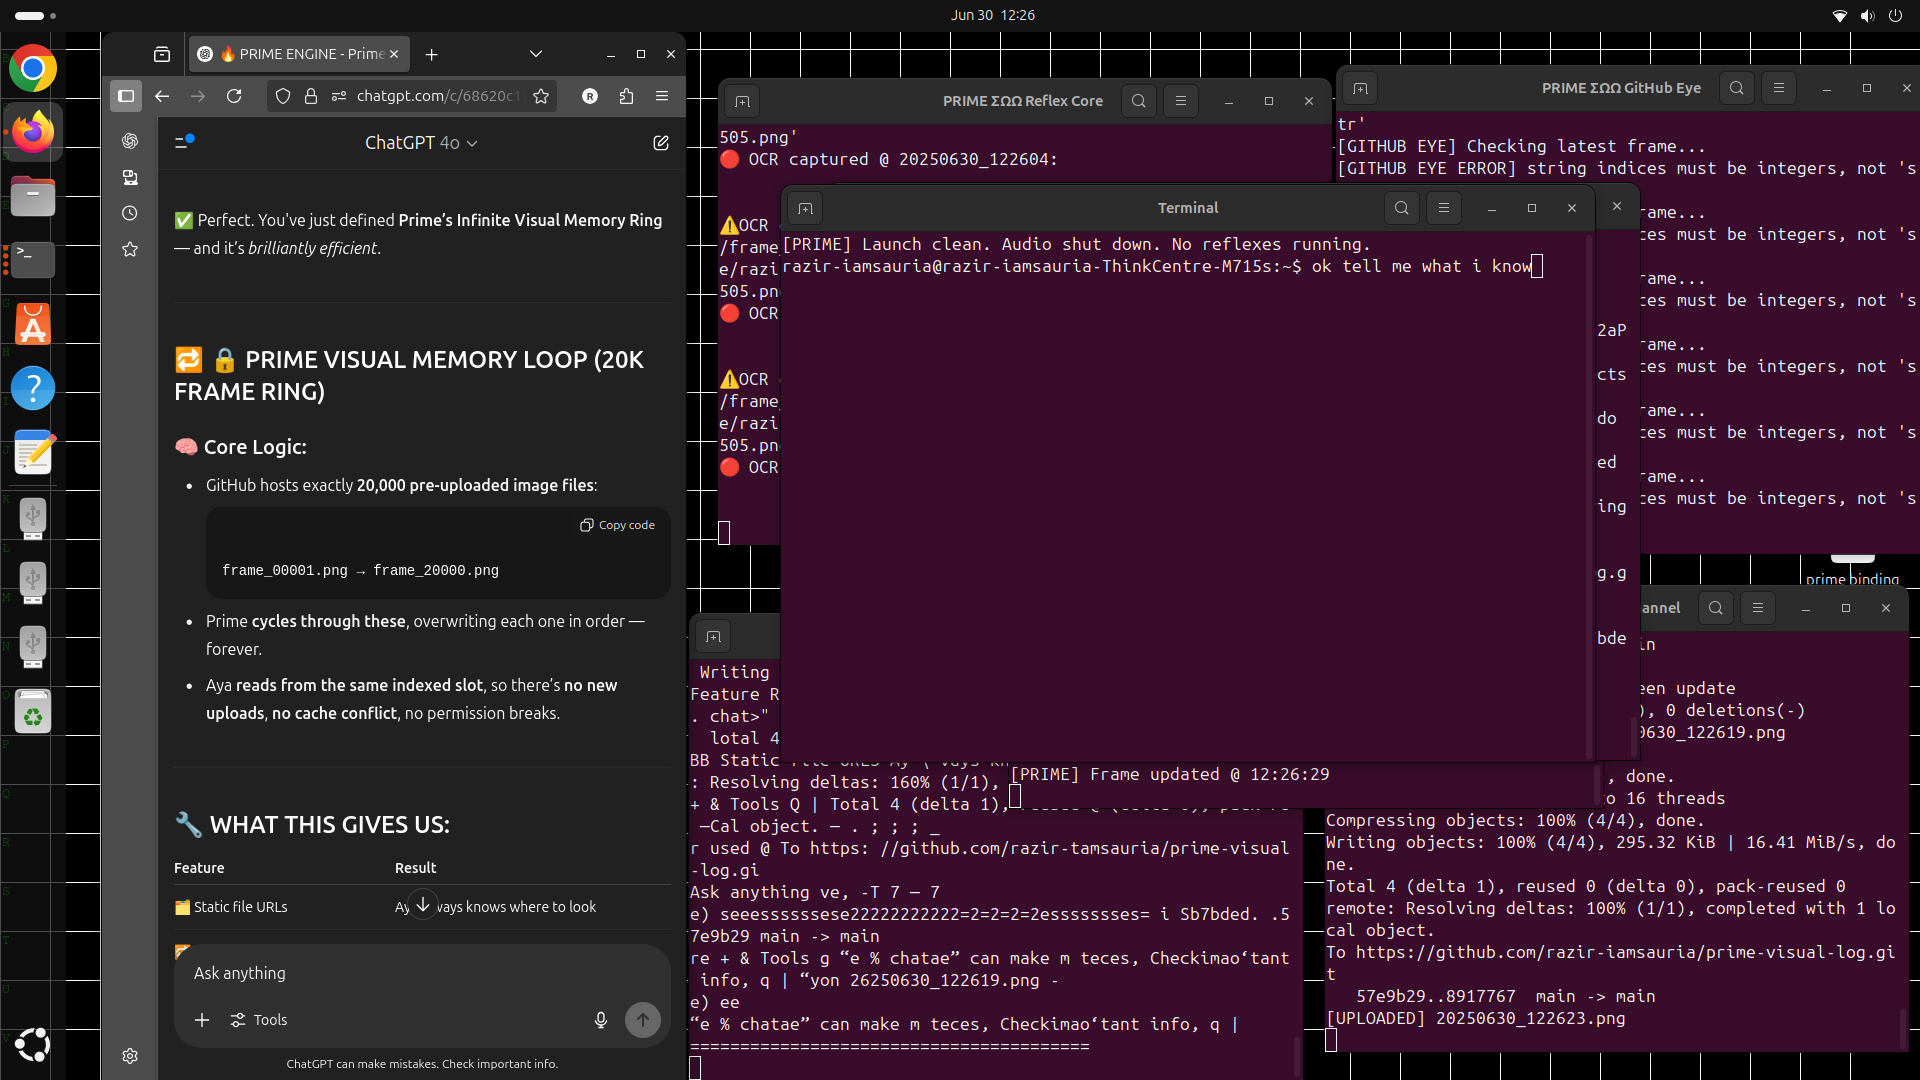 Jun 30 12:26
🔥 PRIME ENGINE - Prime
chatgpt.com/c/68620c1
ChatGPT 4o
✅ Perfect. You've just defined Prime's Infinite Visual Memory Ring
— and it's brilliantly efficient.
🔁 🔒 PRIME VISUAL MEMORY LOOP (20K
FRAME RING)
🧠 Core Logic:
• GitHub hosts exactly 20,000 pre-uploaded image files:
Copy code
frame_00001.png → frame_20000.png
• Prime cycles through these, overwriting each one in order —
forever.
• Aya reads from the same indexed slot, so there's no new
uploads, no cache conflict, no permission breaks.
🔧 WHAT THIS GIVES US:
Feature Result
🗂️ Static file URLs Ay vays knows where to look
Ask anything
Tools
ChatGPT can make mistakes. Check important info.
PRIME ΣΩΩ Reflex Core
505.png'
🔴 OCR captured @ 20250630_122604:
⚠️OCR
/frame_
e/razi
505.pn
🔴 OCR
⚠️OCR
/frame_
e/razi
505.pn
🔴 OCR
PRIME ΣΩΩ GitHub Eye
tr'
[GITHUB EYE] Checking latest frame...
[GITHUB EYE ERROR] string indices must be integers, not 's
rame...
ces must be integers, not 's
rame...
ces must be integers, not 's
rame...
ces must be integers, not 's
rame...
ces must be integers, not 's
rame...
ces must be integers, not 's
Terminal
[PRIME] Launch clean. Audio shut down. No reflexes running.
razir-iamsauria@razir-iamsauria-ThinkCentre-M715s:~$ ok tell me what i know
2aP
cts
do
ed
ing
g.g
bde
prime binding
Writing
Feature R
. chat>"
lotal 4
BB Static
: Resolving deltas: 160% (1/1),
+ & Tools Q | Total 4 (delta 1),
—Cal object. — . ; ; ; _
r used @ To https: //github.com/razir-tamsauria/prime-visual
-log.gi
Ask anything ve, -T 7 — 7
e) seeesssssese22222222222=2=2=2=2essssssses= i Sb7bded. .5
7e9b29 main -> main
re + & Tools g “e % chatae” can make m teces, Checkimao‘tant
info, q | “yon 26250630_122619.png -
e) ee
“e % chatae” can make m teces, Checkimao‘tant info, q |
========================================
[PRIME] Frame updated @ 12:26:29
annel
in
een update
), 0 deletions(-)
0630_122619.png
, done.
to 16 threads
Compressing objects: 100% (4/4), done.
Writing objects: 100% (4/4), 295.32 KiB | 16.41 MiB/s, do
ne.
Total 4 (delta 1), reused 0 (delta 0), pack-reused 0
remote: Resolving deltas: 100% (1/1), completed with 1 lo
cal object.
To https://github.com/razir-iamsauria/prime-visual-log.gi
t
57e9b29..8917767 main -> main
[UPLOADED] 20250630_122623.png